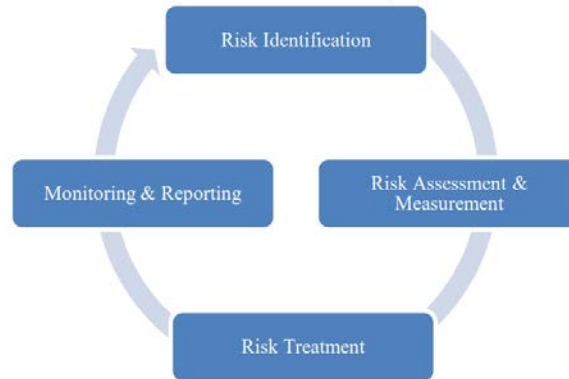 Risk Identification
Risk Assessment &
Measurement
Risk Treatment
Monitoring & Reporting